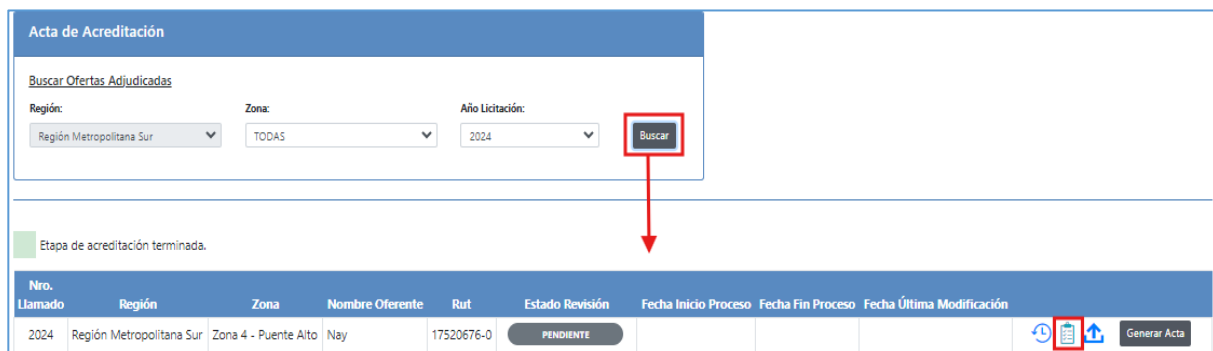 Acta de Acreditación
Buscar Ofertas Adjudicadas
Región: Zona: Año Licitación:
Región Metropolitana Sur TODAS 2024 Buscar
Etapa de acreditación terminada.
Nro.
Llamado Región Zona Nombre Oferente Rut Estado Revisión Fecha Inicio Proceso Fecha Fin Proceso Fecha Última Modificación
2024 Región Metropolitana Sur Zona 4 - Puente Alto Nay 17520676-0 PENDIENTE Generar Acta